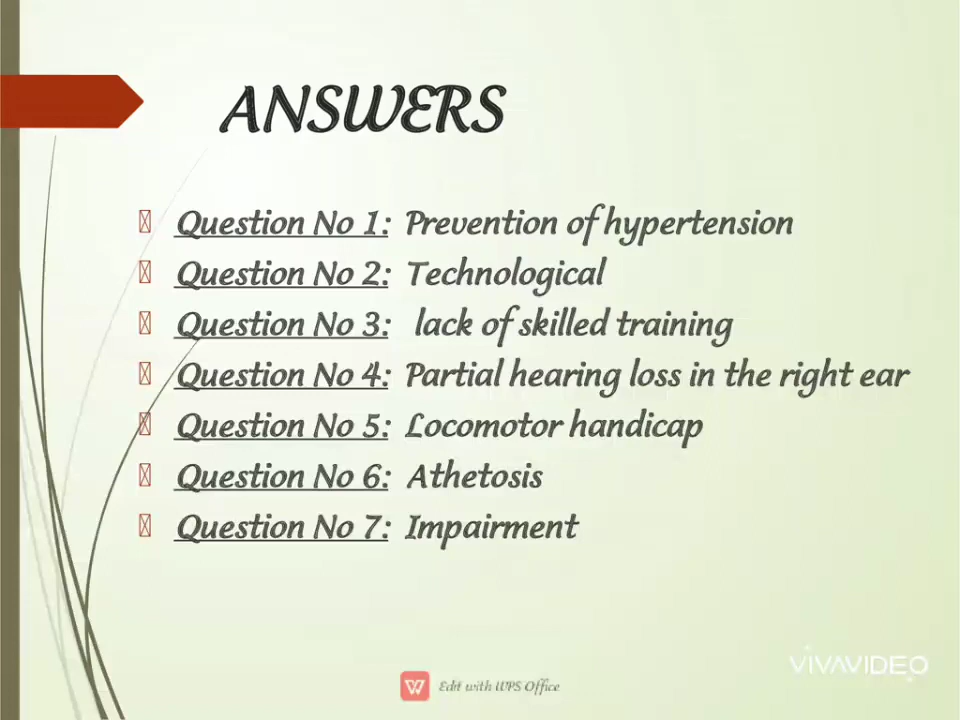 ANSWERS
Question No 1: Prevention of hypertension
Question No 2: Technological
Question No 3: lack of skilled training
Question No 4: Partial hearing loss in the right ear
Question No 5: Locomotor handicap
Question No 6: Athetosis
Question No 7: Impairment
VIVAVIDEO
Edit with WPS Office